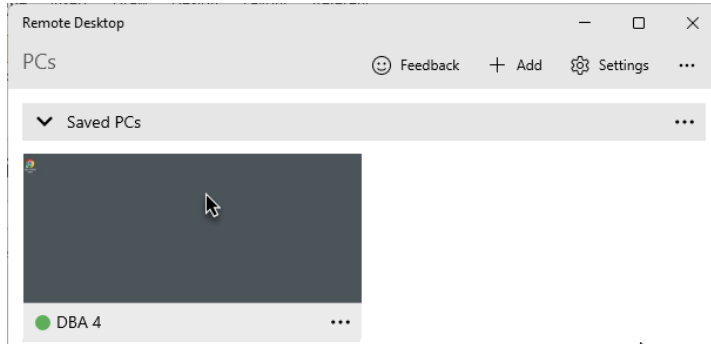 Remote Desktop
PCs
Feedback
Add
Settings
Saved PCs
DBA 4